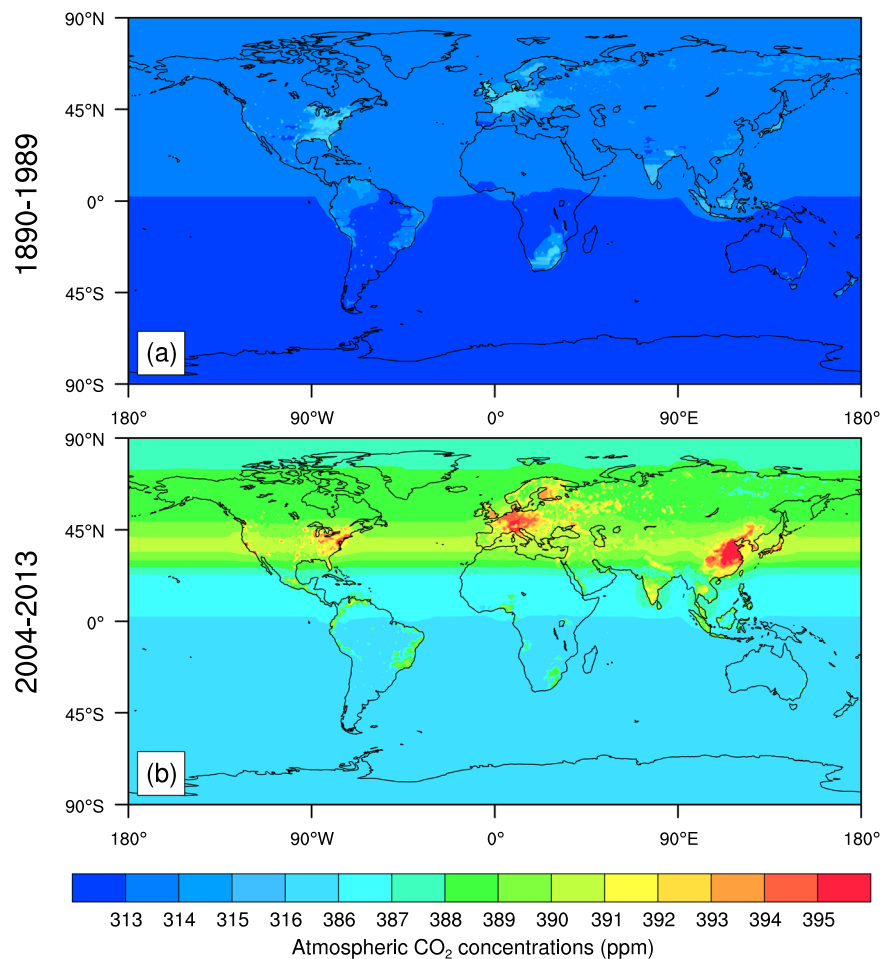 1890-1989
90°N
45°N
0°
45°S
90°S
(a)
180° 90°W 0° 90°E 180°
2004-2013
90°N
45°N
0°
45°S
90°S
(b)
180° 90°W 0° 90°E 180°
313 314 315 316 386 387 388 389 390 391 392 393 394 395
Atmospheric CO₂ concentrations (ppm)